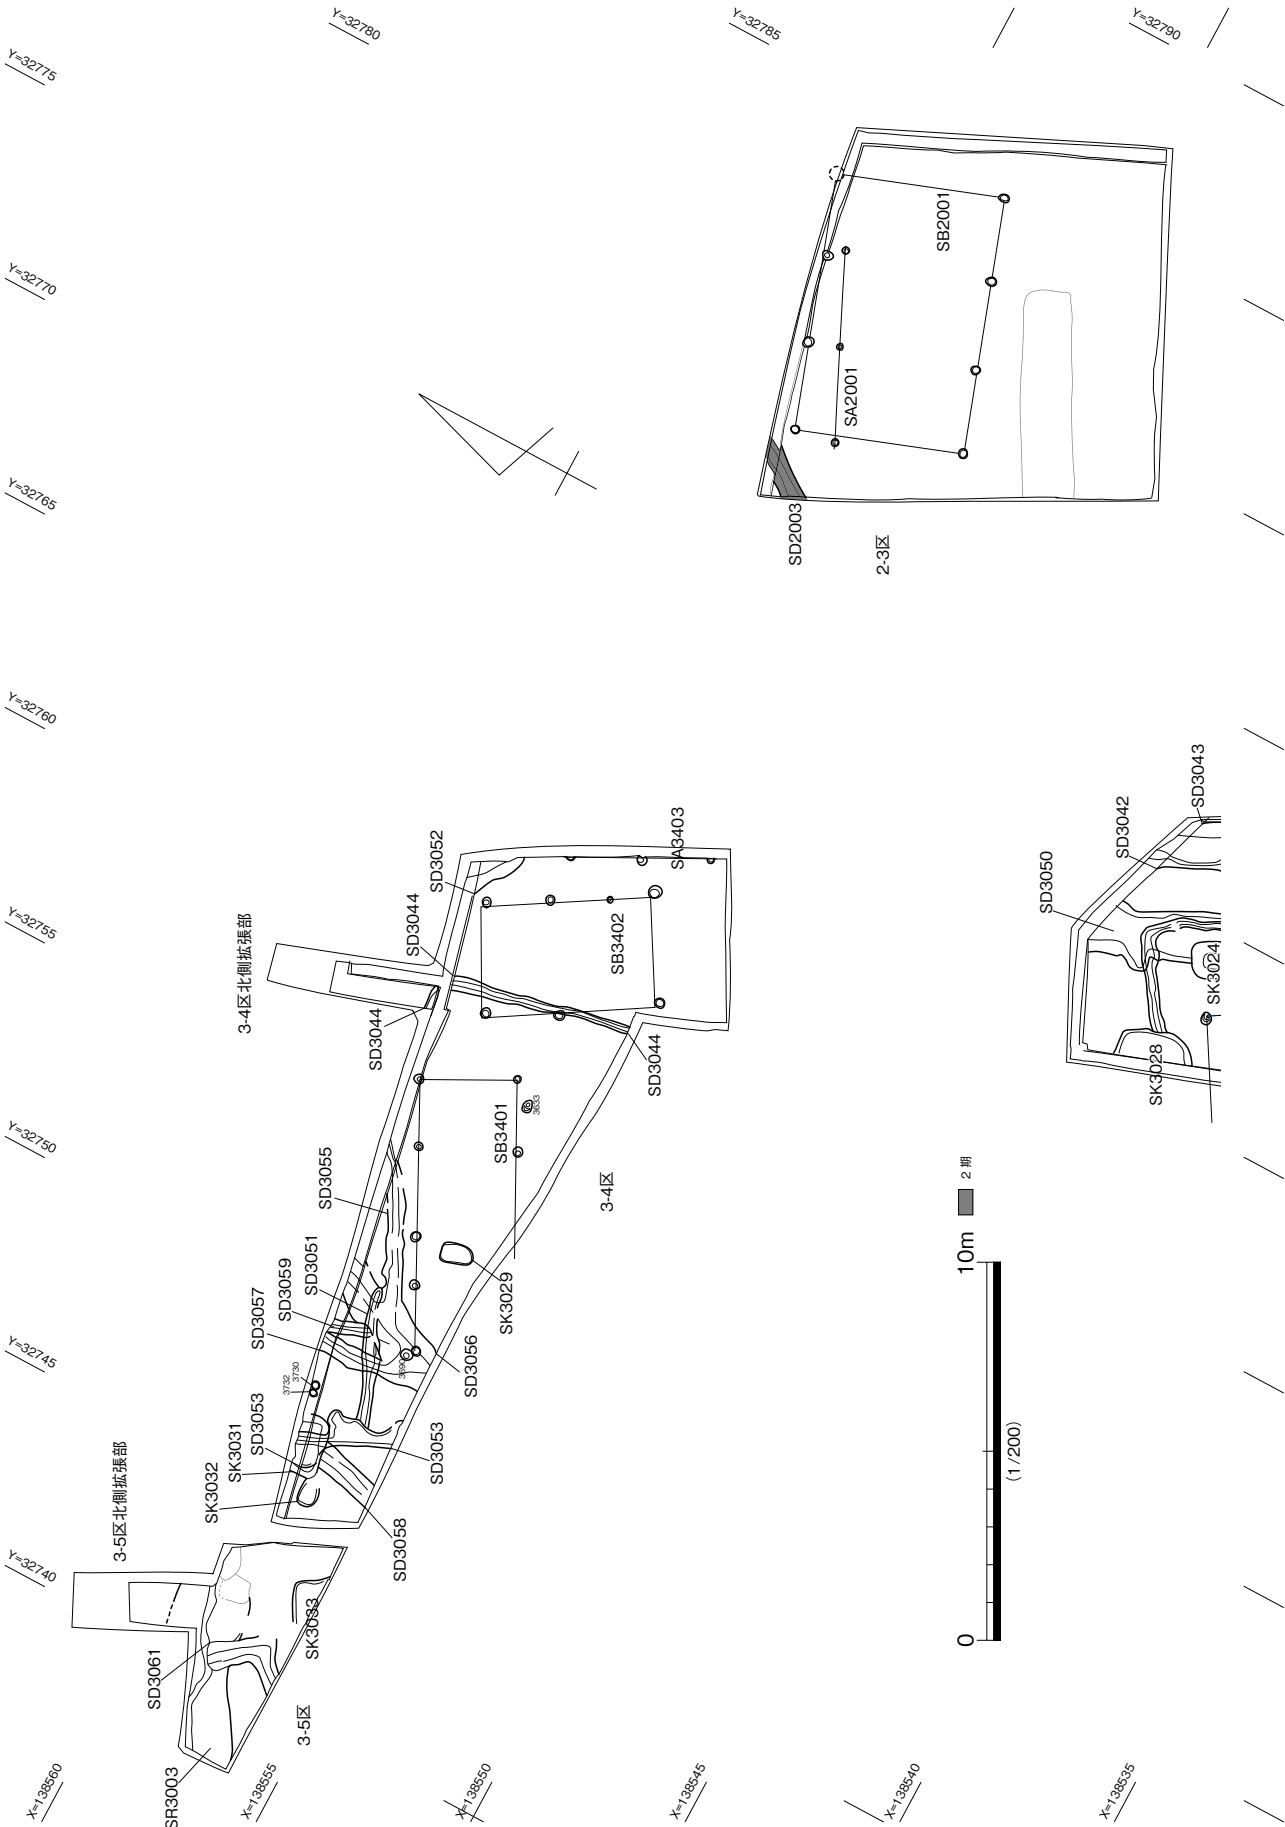 Y=32775
Y=32780
Y=32785
Y=32790
Y=32770
Y=32765
Y=32760
Y=32755
Y=32750
Y=32745
Y=32740
SB2001
SA2001
SD2003
2-3区
SD3043
SD3042
SD3050
SK3024
SK3028
SA3403
SD3052
SD3044
3-4区北側拡張部
SB3402
SD3044
SD3044
SB3401
3633
3-4区
SD3055
SD3051
SD3059
SD3057
SK3029
SD3056
3690
3730
3732
SD3053
SK3031
SK3032
SD3053
SD3058
3-5区北側拡張部
SK3033
SD3061
3-5区
SR3003
2 期
10m
0
(1/200)
X=138560
X=138555
X=138550
X=138545
X=138540
X=138535